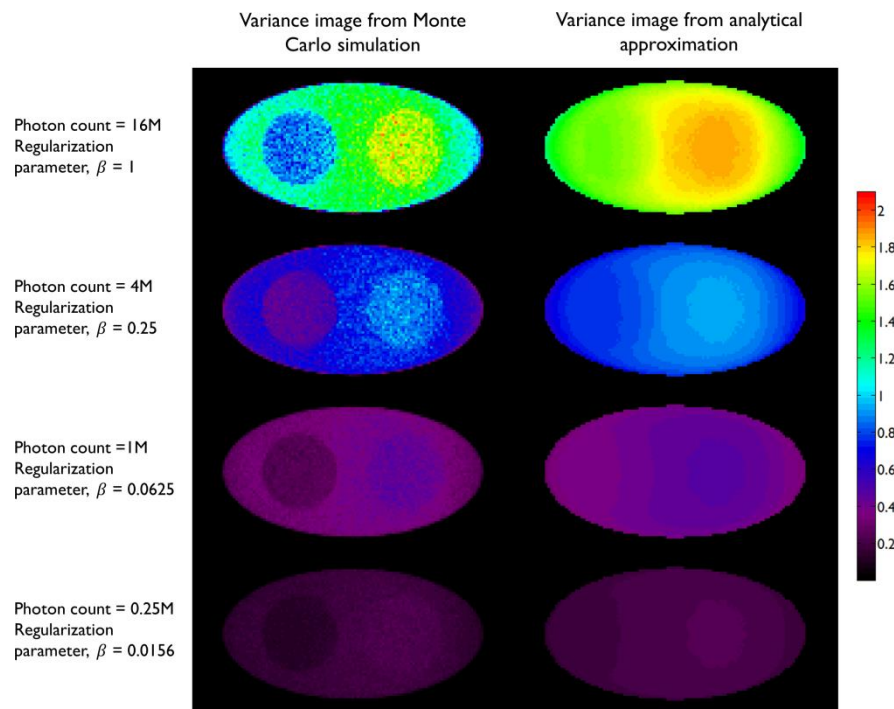 Variance image from Monte
Carlo simulation
Variance image from analytical
approximation
Photon count = 16M
Regularization
parameter, β = 1
Photon count = 4M
Regularization
parameter, β = 0.25
Photon count =1M
Regularization
parameter, β = 0.0625
Photon count = 0.25M
Regularization
parameter, β = 0.0156
2
1.8
1.6
1.4
1.2
1
0.8
0.6
0.4
0.2